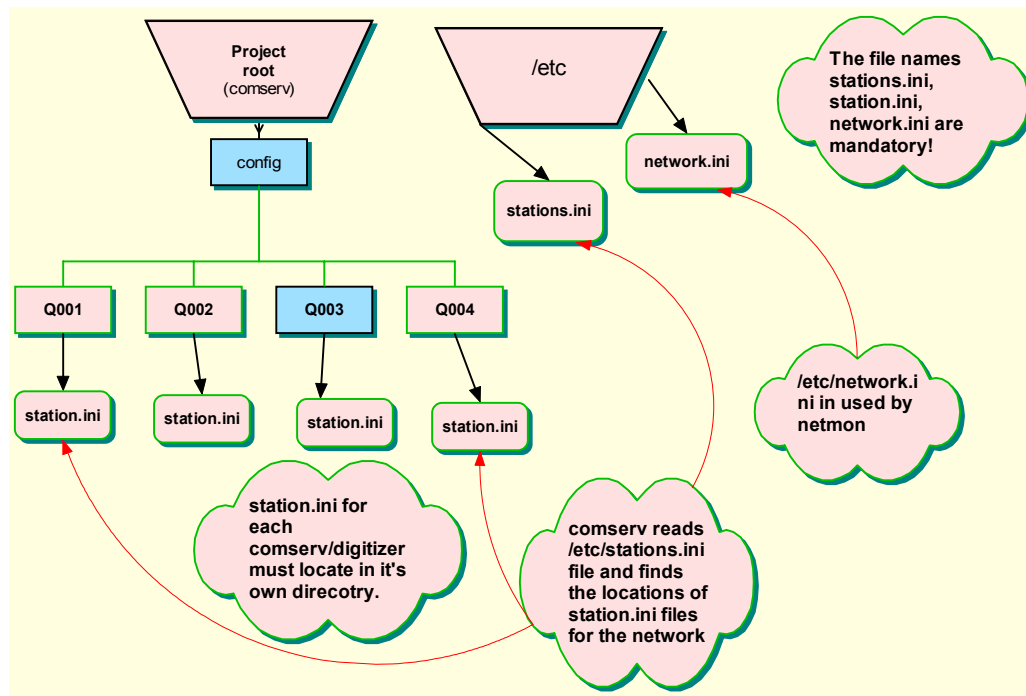 Project
root
(comserv)
/etc
The file names
stations.ini,
station.ini,
network.ini are
mandatory!
config
network.ini
stations.ini
Q001
Q002
Q003
Q004
/etc/network.i
ni in used by
netmon
station.ini
station.ini
station.ini
station.ini
station.ini for
each
comserv/digitizer
must locate in it's
own direcotry.
comserv reads
/etc/stations.ini
file and finds
the locations of
station.ini files
for the network